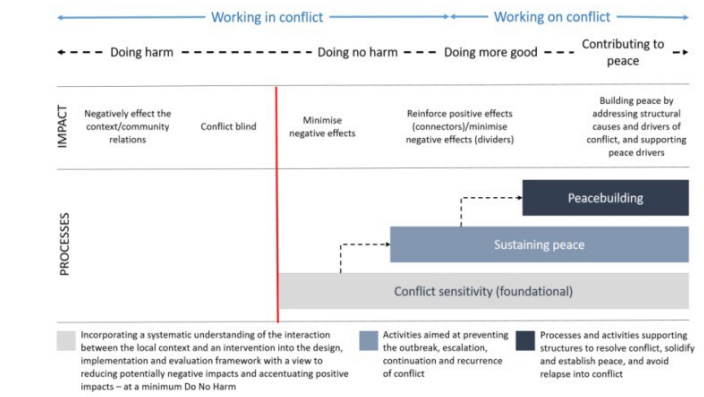 Working in conflict
Working on conflict
Doing harm
Doing no harm
Doing more good
Contributing to
peace
IMPACT
Negatively effect the
context/community
relations
Conflict blind
Minimise
negative effects
Reinforce positive effects
(connectors)/minimise
negative effects (dividers)
Building peace by
addressing structural
causes and drivers of
conflict, and supporting
peace drivers
PROCESSES
Peacebuilding
Sustaining peace
Conflict sensitivity (foundational)
Incorporating a systematic understanding of the interaction
between the local context and an intervention into the design,
implementation and evaluation framework with a view to
reducing potentially negative impacts and accentuating positive
impacts – at a minimum Do No Harm
Activities aimed at preventing
the outbreak, escalation,
continuation and recurrence
of conflict
Processes and activities supporting
structures to resolve conflict, solidify
and establish peace, and avoid
relapse into conflict